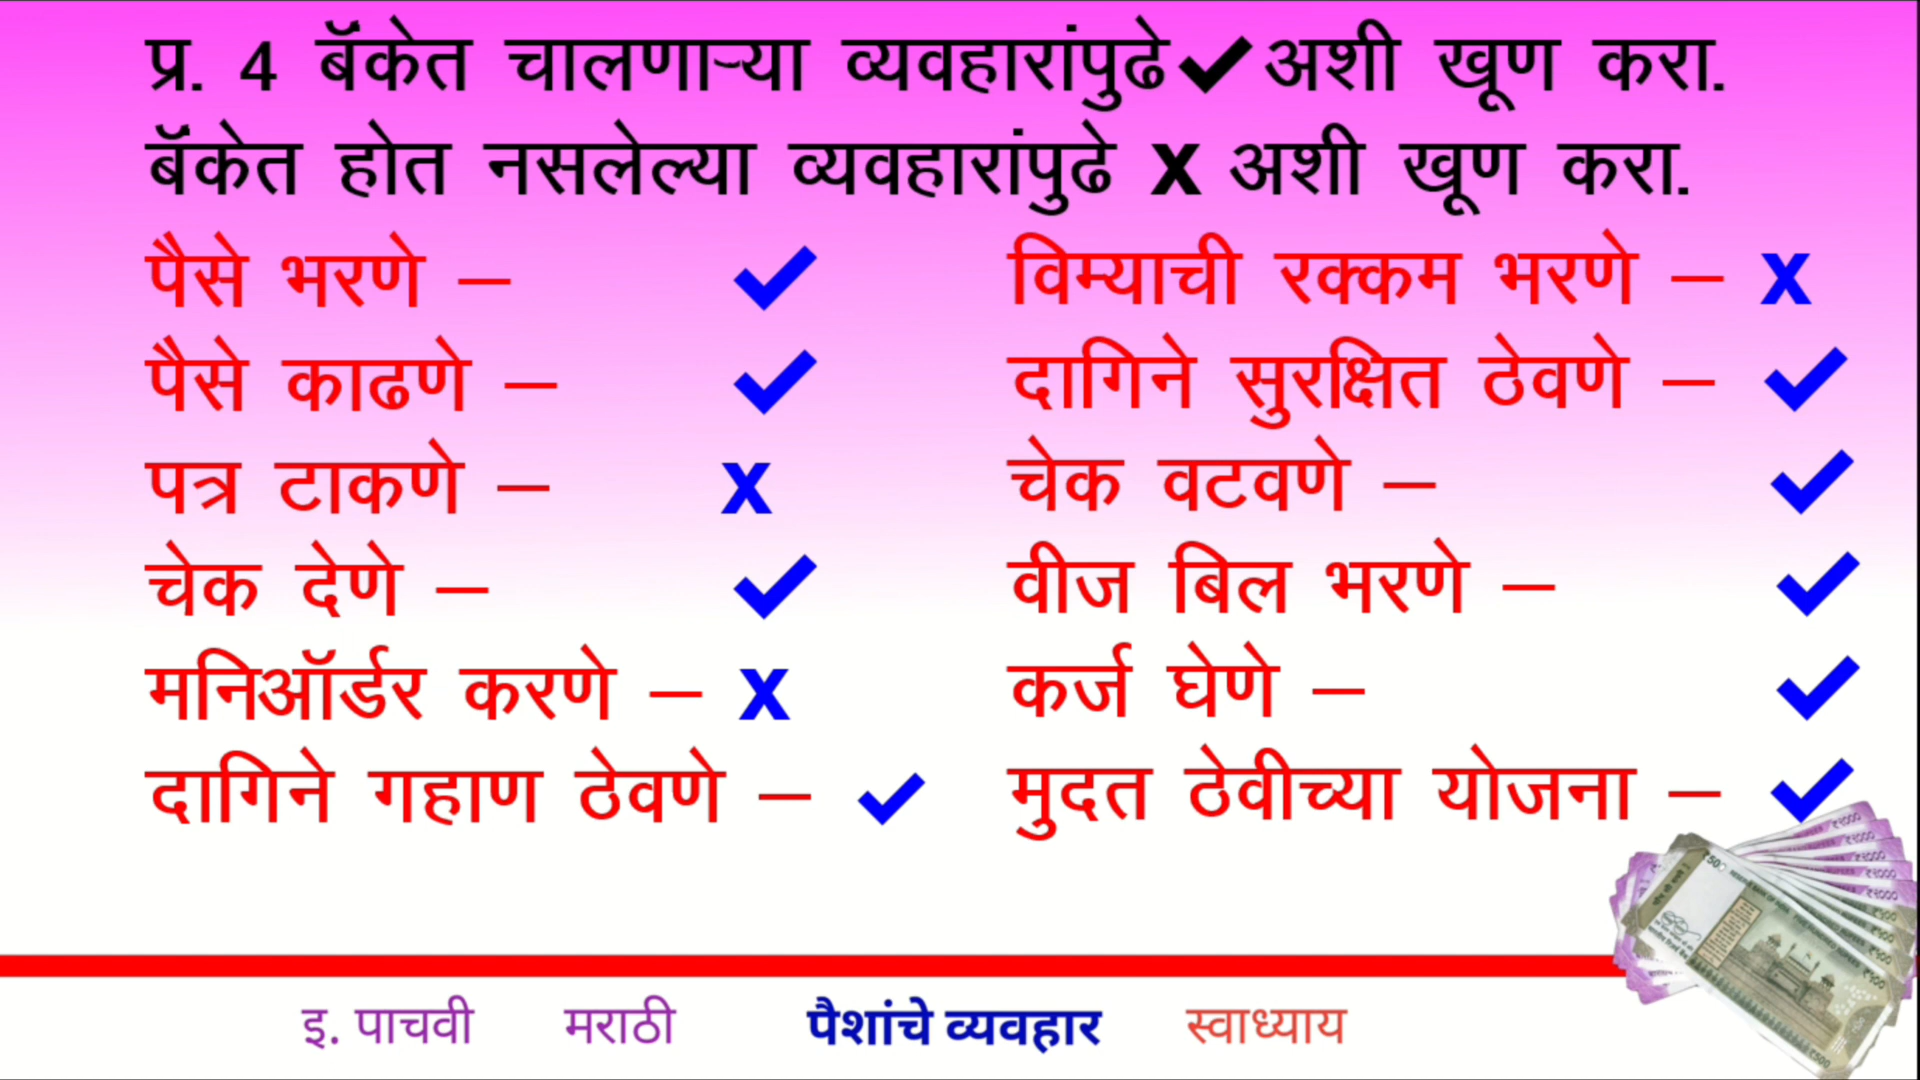 प्र. 4 बॅंकेत चालणाऱ्या व्यवहारांपुढे ✔ अशी खूण करा.
बॅंकेत होत नसलेल्या व्यवहारांपुढे x अशी खूण करा.
पैसे भरणे – ✔
पैसे काढणे – ✔
पत्र टाकणे – x
चेक देणे – ✔
मनिऑर्डर करणे – x
दागिने गहाण ठेवणे – ✔
विम्याची रक्कम भरणे – x
दागिने सुरक्षित ठेवणे – ✔
चेक वटवणे – ✔
वीज बिल भरणे – ✔
कर्ज घेणे – ✔
मुदत ठेवीच्या योजना – ✔
इ. पाचवी मराठी पैशांचे व्यवहार स्वाध्याय